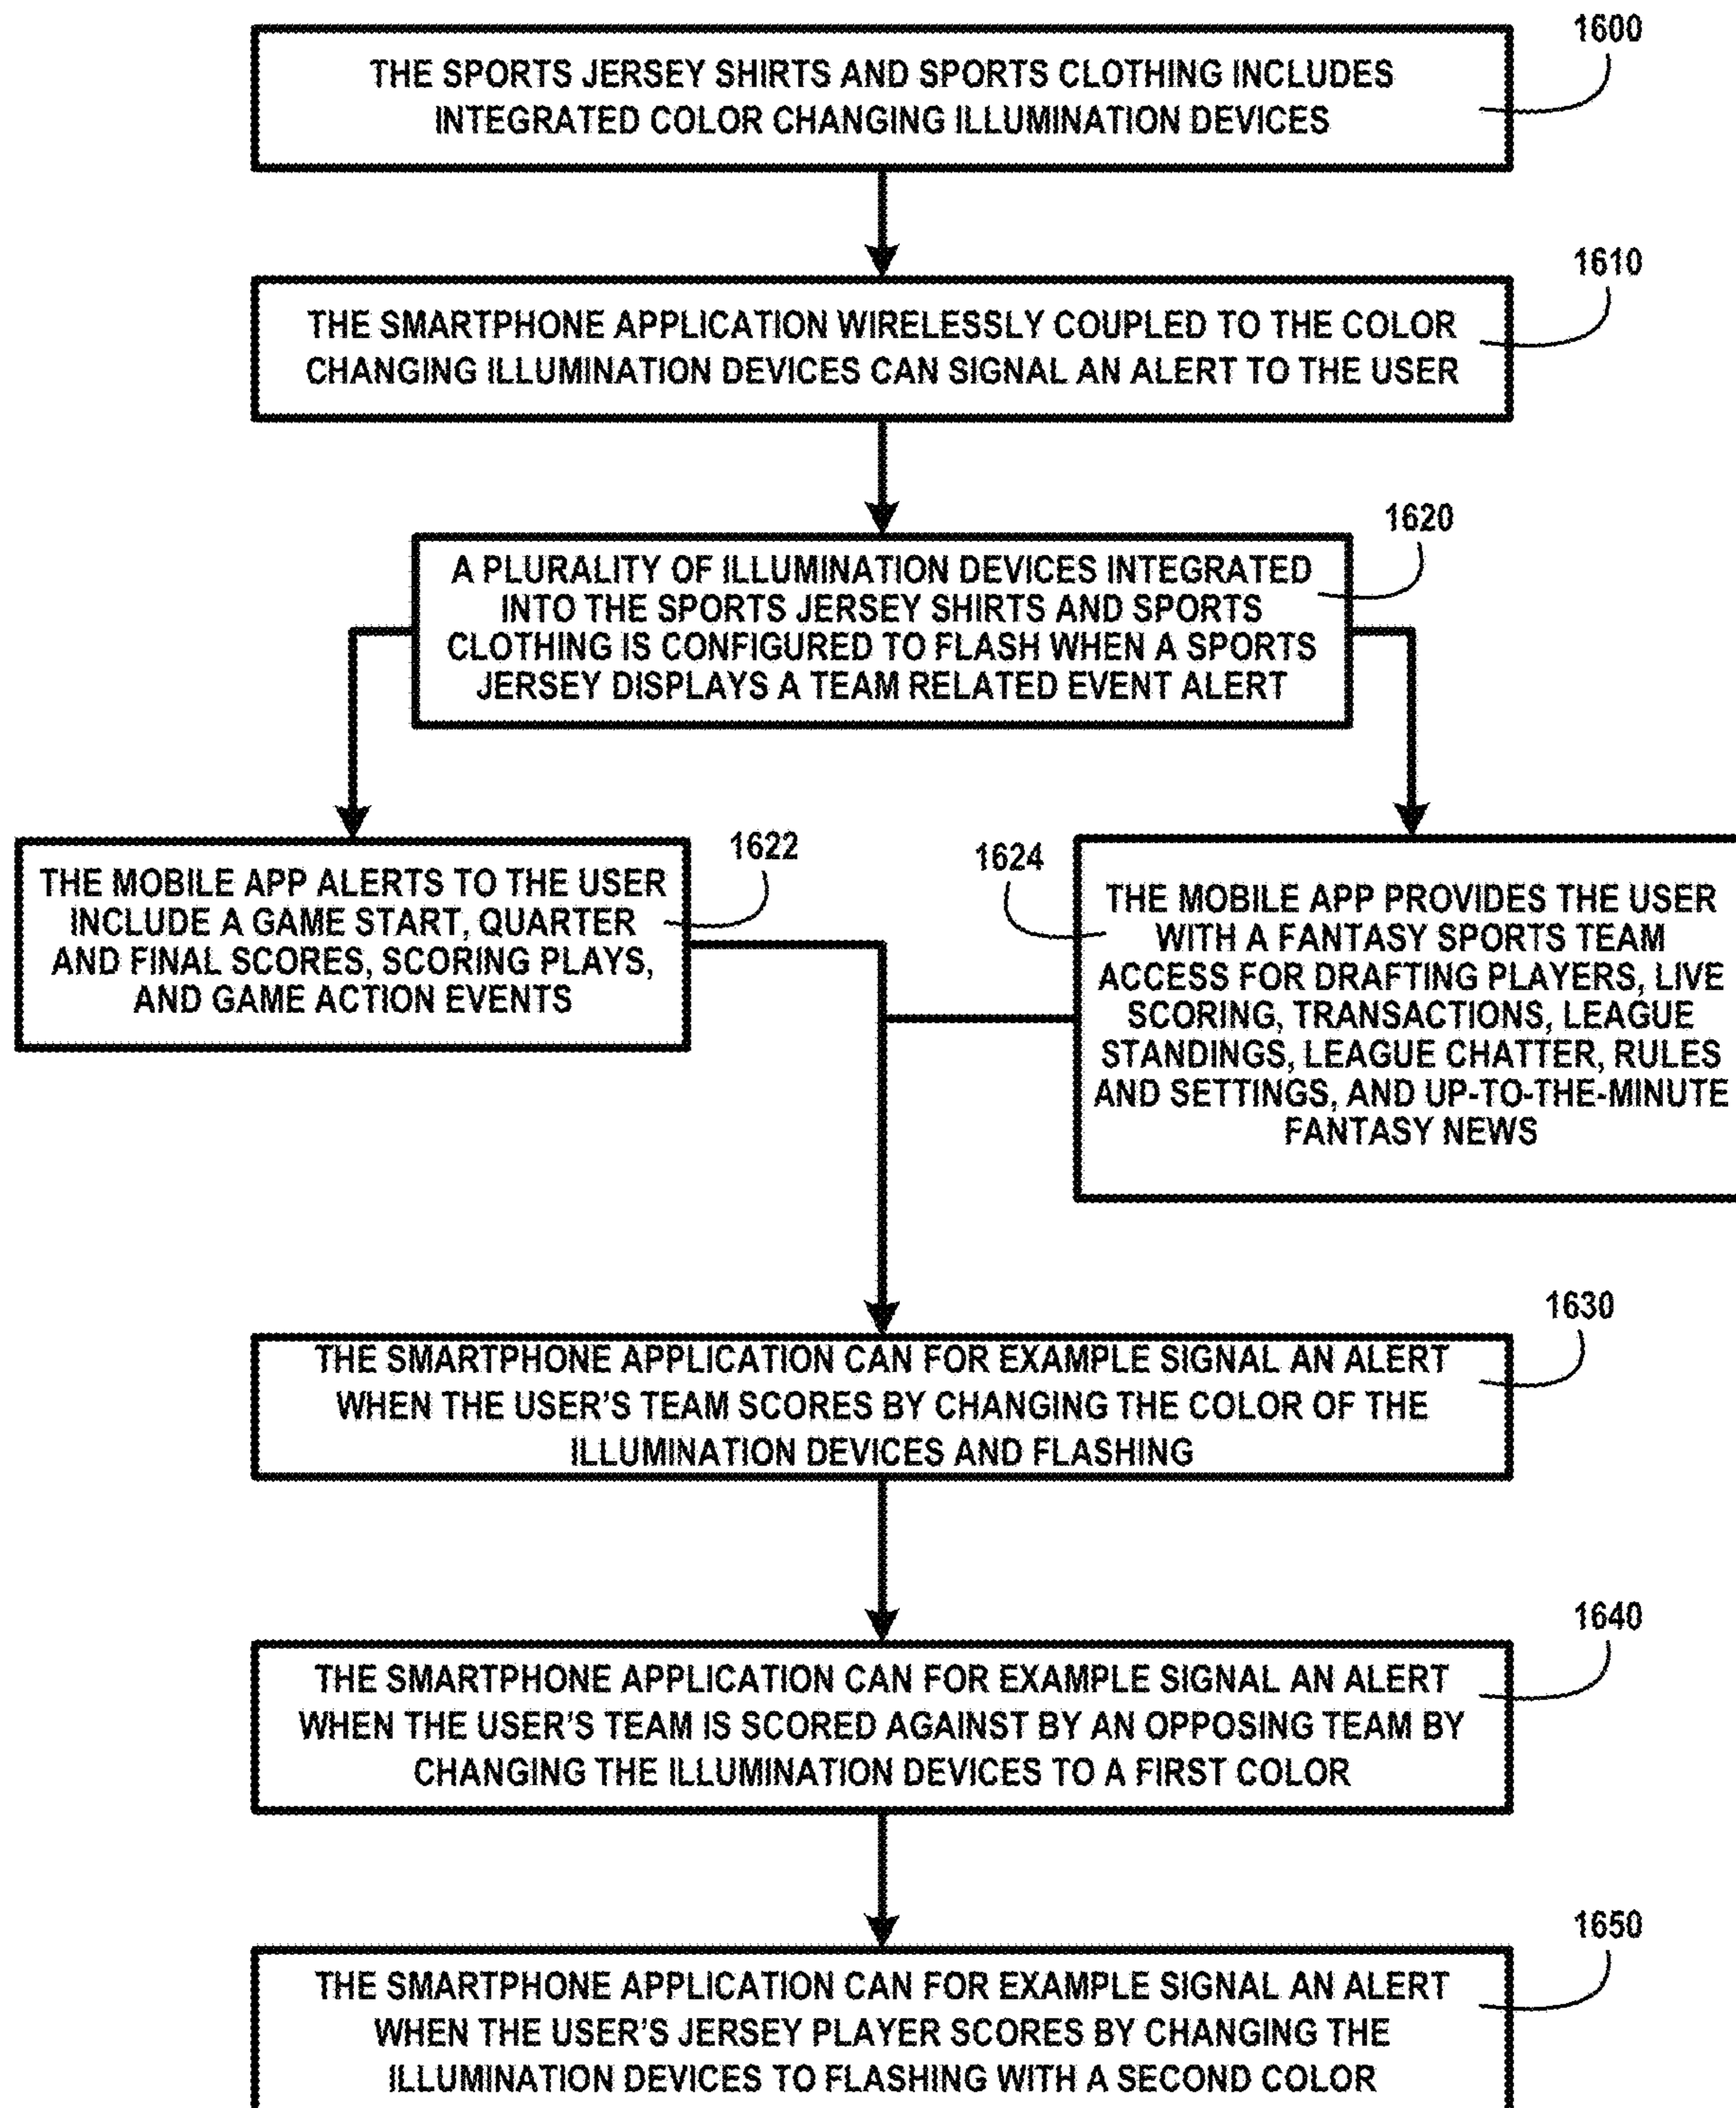 1600
THE SPORTS JERSEY SHIRTS AND SPORTS CLOTHING INCLUDES
INTEGRATED COLOR CHANGING ILLUMINATION DEVICES
1610
THE SMARTPHONE APPLICATION WIRELESSLY COUPLED TO THE COLOR
CHANGING ILLUMINATION DEVICES CAN SIGNAL AN ALERT TO THE USER
1620
A PLURALITY OF ILLUMINATION DEVICES INTEGRATED
INTO THE SPORTS JERSEY SHIRTS AND SPORTS
CLOTHING IS CONFIGURED TO FLASH WHEN A SPORTS
JERSEY DISPLAYS A TEAM RELATED EVENT ALERT
1622
THE MOBILE APP ALERTS TO THE USER
INCLUDE A GAME START, QUARTER
AND FINAL SCORES, SCORING PLAYS,
AND GAME ACTION EVENTS
1624
THE MOBILE APP PROVIDES THE USER
WITH A FANTASY SPORTS TEAM
ACCESS FOR DRAFTING PLAYERS, LIVE
SCORING, TRANSACTIONS, LEAGUE
STANDINGS, LEAGUE CHATTER, RULES
AND SETTINGS, AND UP-TO-THE-MINUTE
FANTASY NEWS
1630
THE SMARTPHONE APPLICATION CAN FOR EXAMPLE SIGNAL AN ALERT
WHEN THE USER'S TEAM SCORES BY CHANGING THE COLOR OF THE
ILLUMINATION DEVICES AND FLASHING
1640
THE SMARTPHONE APPLICATION CAN FOR EXAMPLE SIGNAL AN ALERT
WHEN THE USER'S TEAM IS SCORED AGAINST BY AN OPPOSING TEAM BY
CHANGING THE ILLUMINATION DEVICES TO A FIRST COLOR
1650
THE SMARTPHONE APPLICATION CAN FOR EXAMPLE SIGNAL AN ALERT
WHEN THE USER'S JERSEY PLAYER SCORES BY CHANGING THE
ILLUMINATION DEVICES TO FLASHING WITH A SECOND COLOR